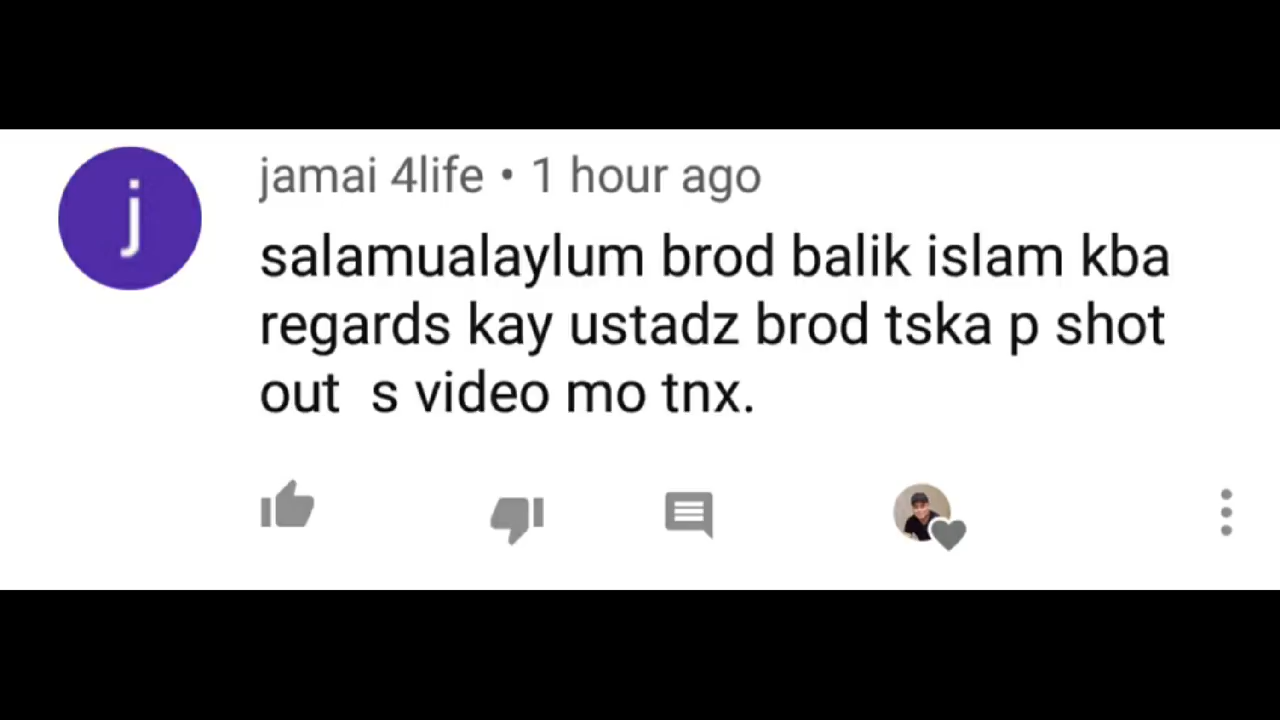 jamai 4life • 1 hour ago
salamualaylum brod balik islam kba
regards kay ustadz brod tska p shot
out  s video mo tnx.
j